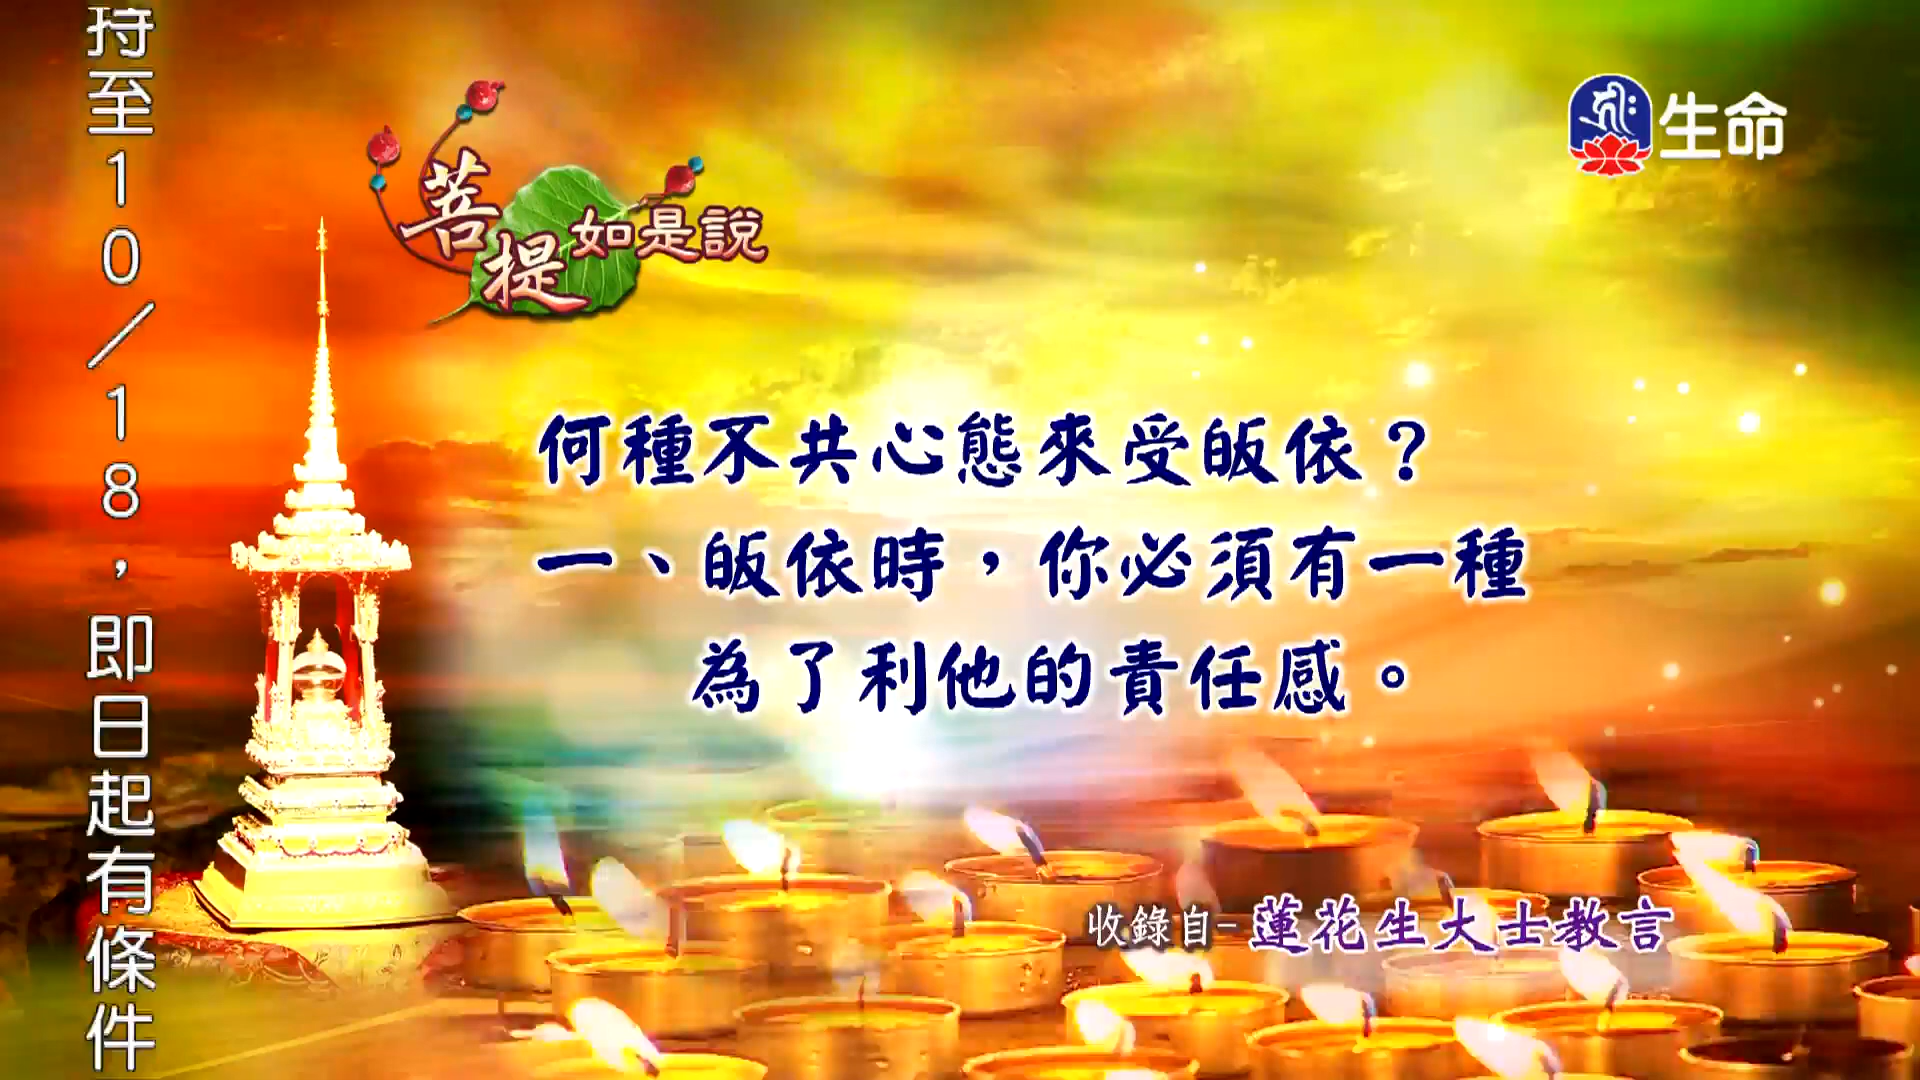 持至10/18，即日起有條件
菩提如是說
生命
何種不共心態來受皈依？
一、皈依時，你必須有一種
為了利他的責任感。
收錄自-蓮花生大士教言